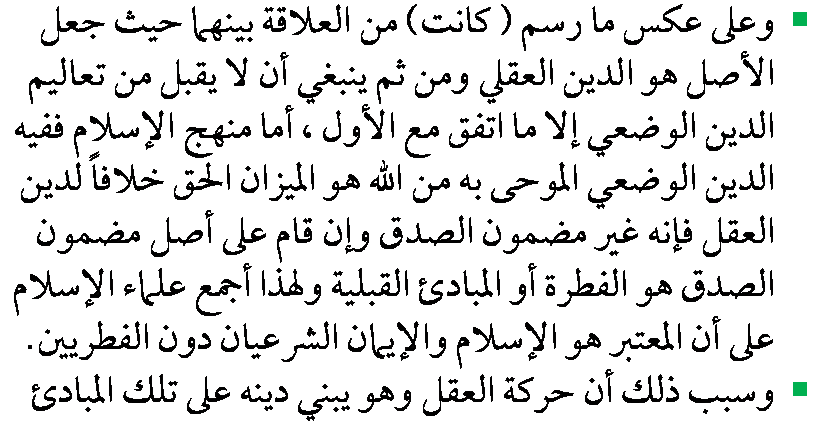 ▪ وعلى عكس ما رسم ( كانت) من العلاقة بينهما حيث جعل
الأصل هو الدين العقلي ومن ثم ينبغي أن لا يقبل من تعاليم
الدين الوضعي إلا ما اتفق مع الأول ، أما منهج الإسلام ففيه
الدين الوضعي الموحى به من الله هو الميزان الحق خلافاً لدين
العقل فإنه غير مضمون الصدق وإن قام على أصل مضمون
الصدق هو الفطرة أو المبادئ القبلية ولهذا أجمع علماء الإسلام
على أن المعتبر هو الإسلام والإيمان الشرعيان دون الفطريين.
▪ وسبب ذلك أن حركة العقل وهو يبني دينه على تلك المبادئ